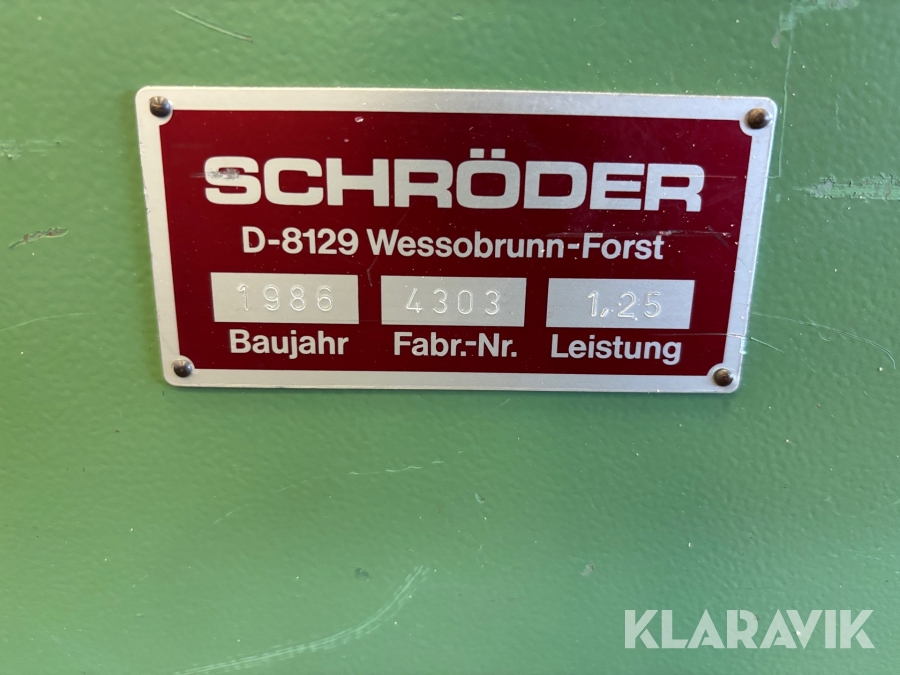 SCHRÖDER
D-8129 Wessobrunn-Forst
1986 4303 1,25
Baujahr Fabr.-Nr. Leistung
KLARAVIK